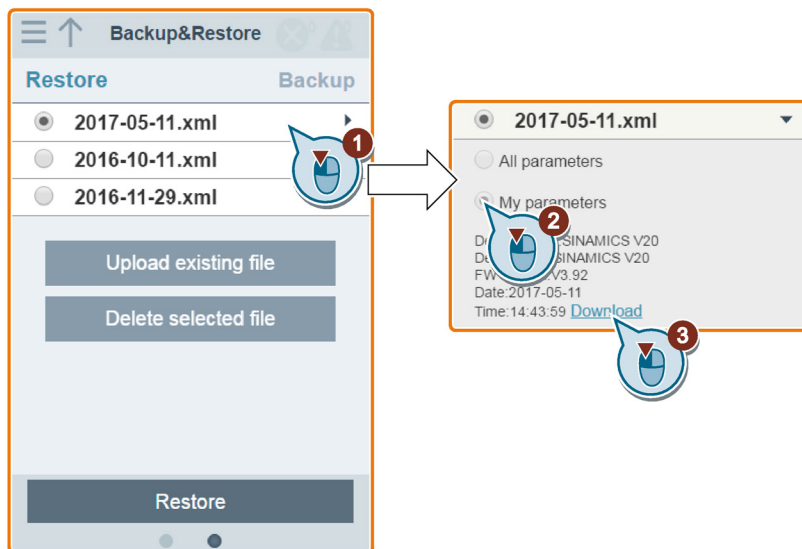 Backup&Restore
Restore Backup
2017-05-11.xml
2016-10-11.xml
2016-11-29.xml
1
Upload existing file
Delete selected file
Restore
2017-05-11.xml
All parameters
My parameters
2
SINAMICS V20
SINAMICS V20
FW V3.92
Date:2017-05-11
Time:14:43:59 Download
3